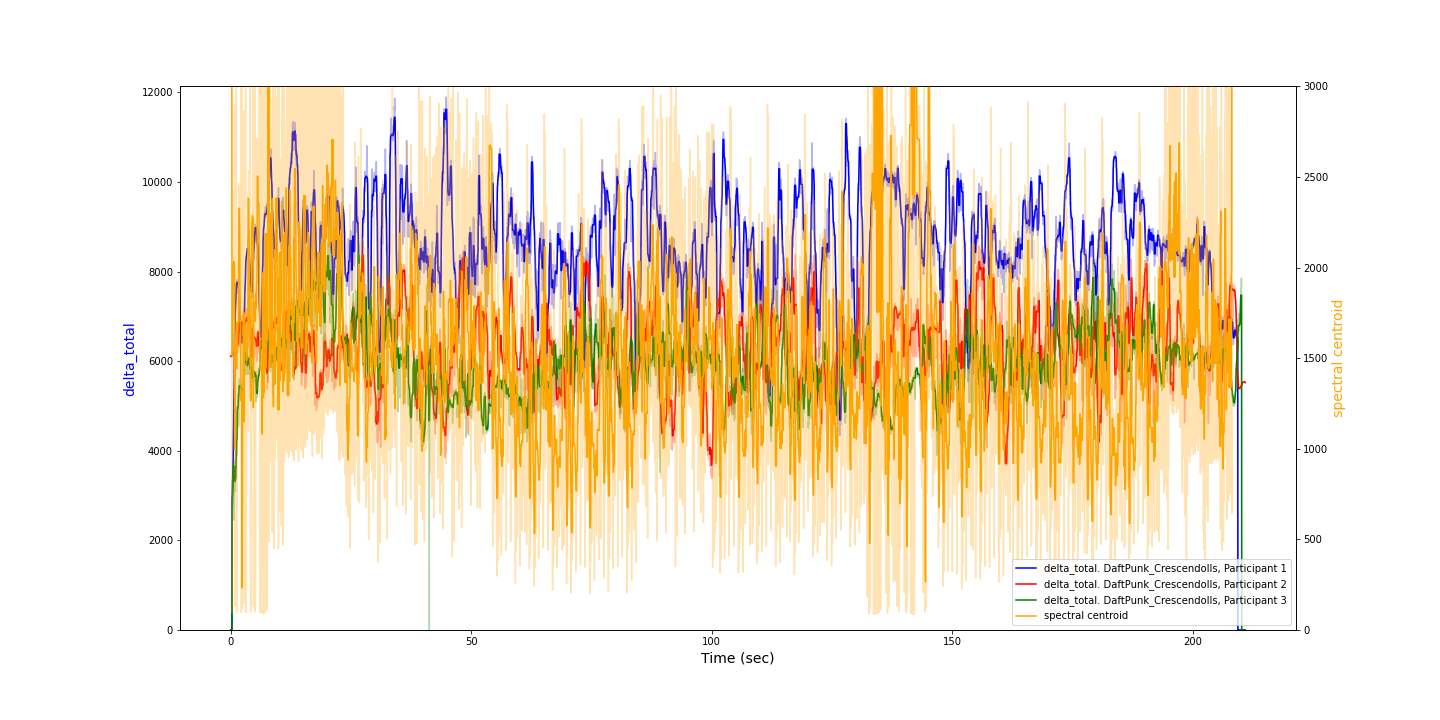 12000
10000
8000
6000
4000
2000
0
delta_total
3000
2500
2000
1500
1000
500
0
spectral centroid
0
50
100
150
200
Time (sec)
delta_total. DaftPunk_Crescendolls, Participant 1
delta_total. DaftPunk_Crescendolls, Participant 2
delta_total. DaftPunk_Crescendolls, Participant 3
spectral centroid